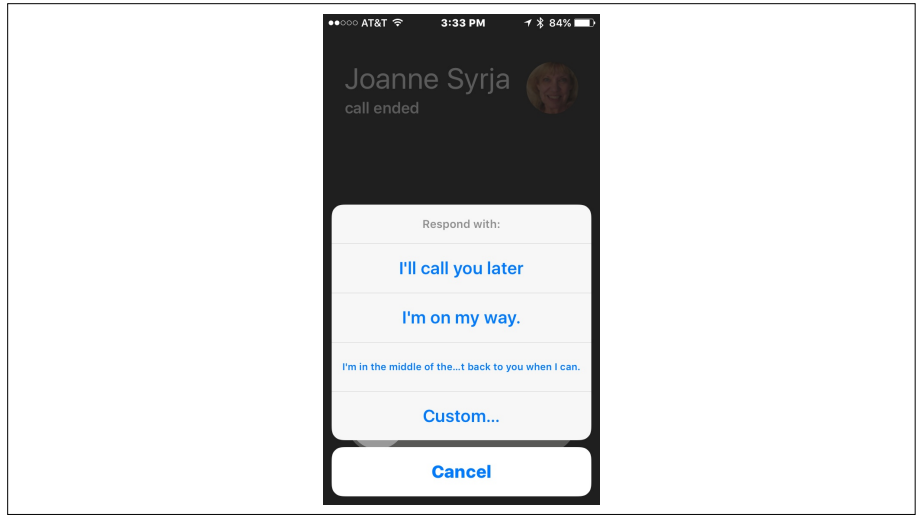 AT&T 3:33 PM 84%
Joanne Syrja
call ended
Respond with:
I'll call you later
I'm on my way.
I'm in the middle of the...t back to you when I can.
Custom...
Cancel